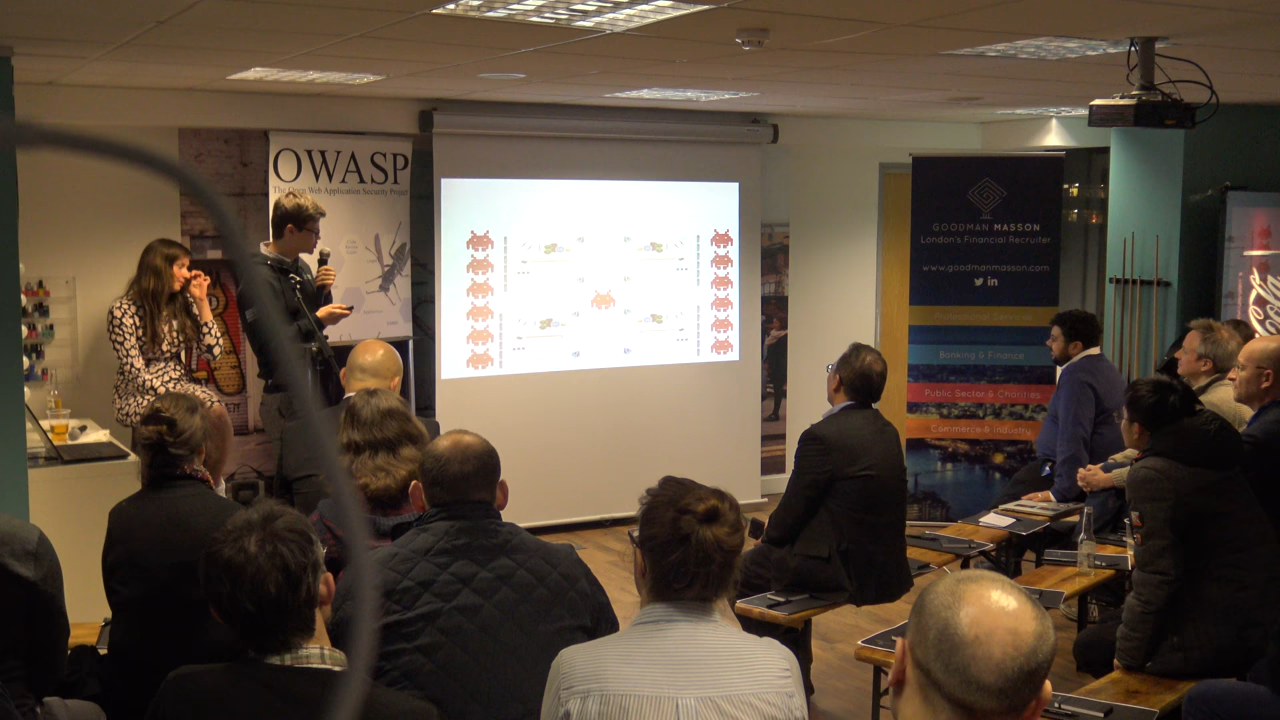 OWASP
The Open Web Application Security Project
GOODMAN MASSON
London's Financial Recruiter
www.goodmanmasson.com
in
Professional Services
Banking & Finance
Public Sector & Charities
Commerce & Industry